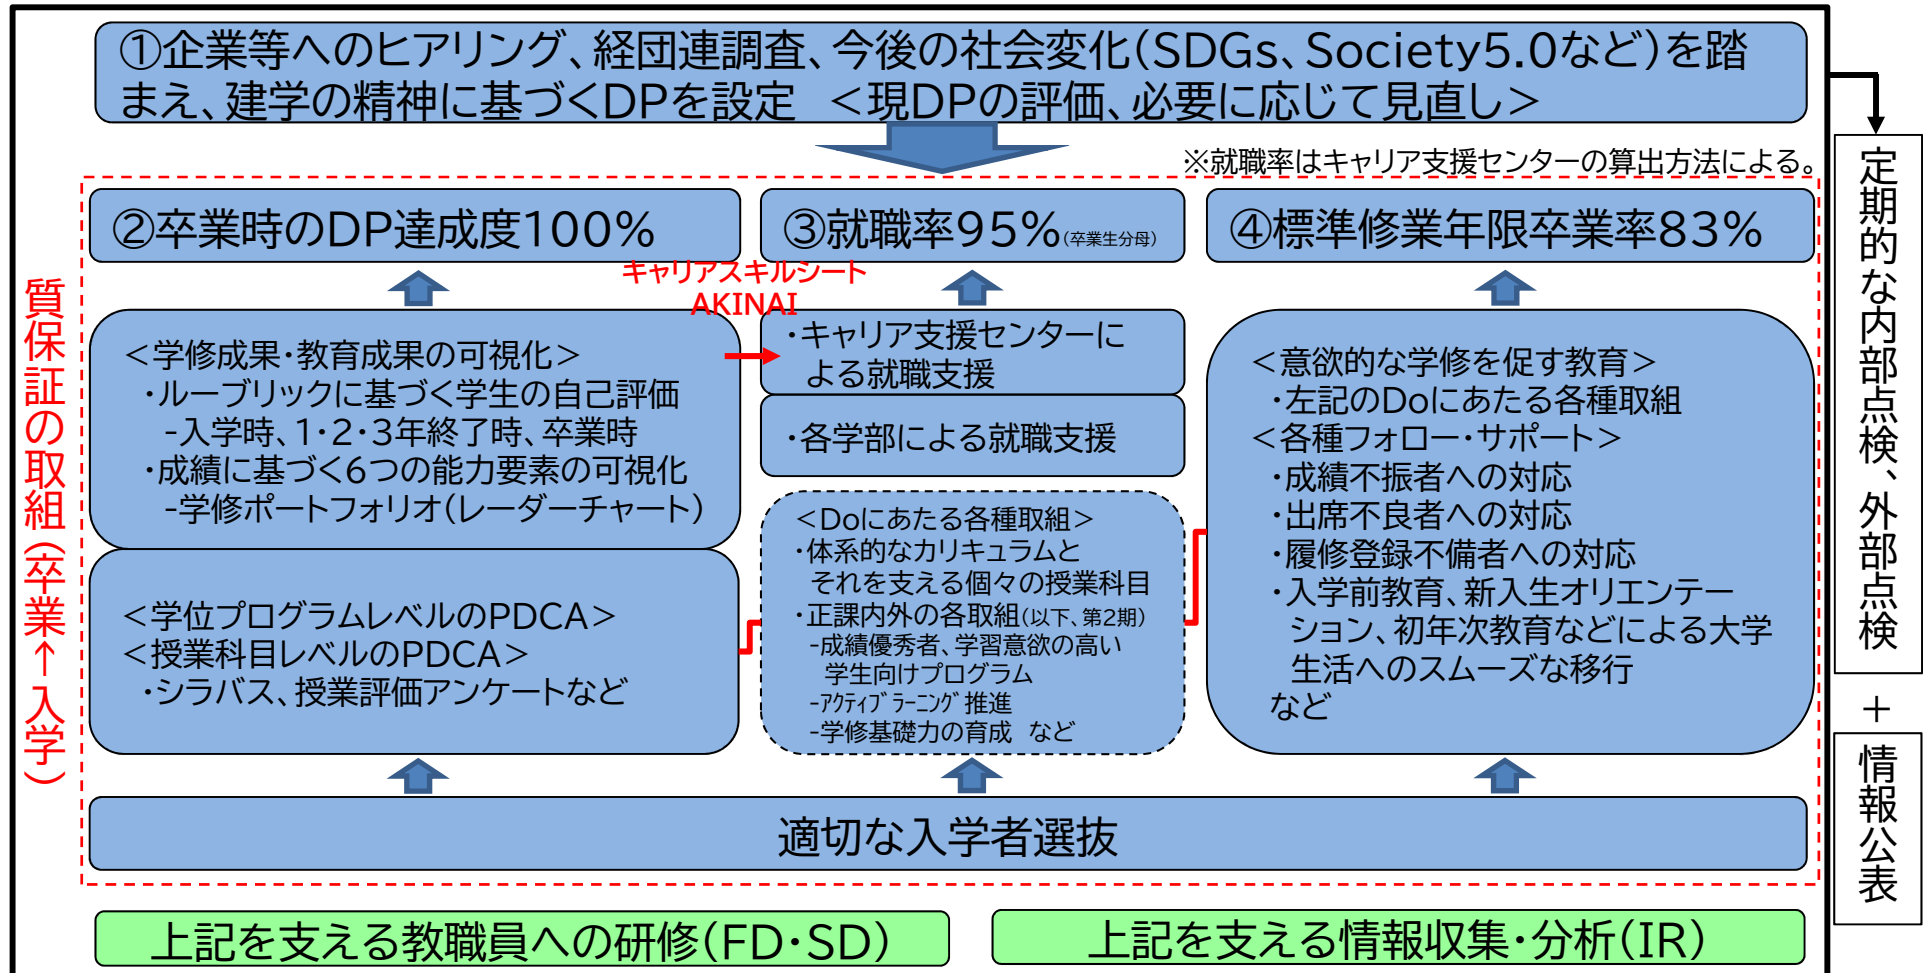 ①企業等へのヒアリング、経団連調査、今後の社会変化(SDGs、Society5.0など)を踏
まえ、建学の精神に基づくDPを設定　<現DPの評価、必要に応じて見直し>
※就職率はキャリア支援センターの算出方法による。
②卒業時のDP達成度100%
③就職率95%(卒業生分母)
④標準修業年限卒業率83%
キャリアスキルシート
AKINAI
質保証の取組(卒業↑入学)
<学修成果・教育成果の可視化>
・ルーブリックに基づく学生の自己評価
-入学時、1・2・3年終了時、卒業時
・成績に基づく6つの能力要素の可視化
-学修ポートフォリオ(レーダーチャート)
<学位プログラムレベルのPDCA>
<授業科目レベルのPDCA>
・シラバス、授業評価アンケートなど
・キャリア支援センターに
よる就職支援
・各学部による就職支援
<Doにあたる各種取組>
・体系的なカリキュラムと
それを支える個々の授業科目
・正課内外の各取組(以下、第2期)
-成績優秀者、学習意欲の高い
学生向けプログラム
-ｱｸﾃｨﾌﾞﾗｰﾆﾝｸﾞ推進
-学修基礎力の育成　など
<意欲的な学修を促す教育>
・左記のDoにあたる各種取組
<各種フォロー・サポート>
・成績不振者への対応
・出席不良者への対応
・履修登録不備者への対応
・入学前教育、新入生オリエンテー
ション、初年次教育などによる大学
生活へのスムーズな移行
など
適切な入学者選抜
上記を支える教職員への研修(FD・SD)
上記を支える情報収集・分析(IR)
定期的な内部点検、外部点検
+
情報公表